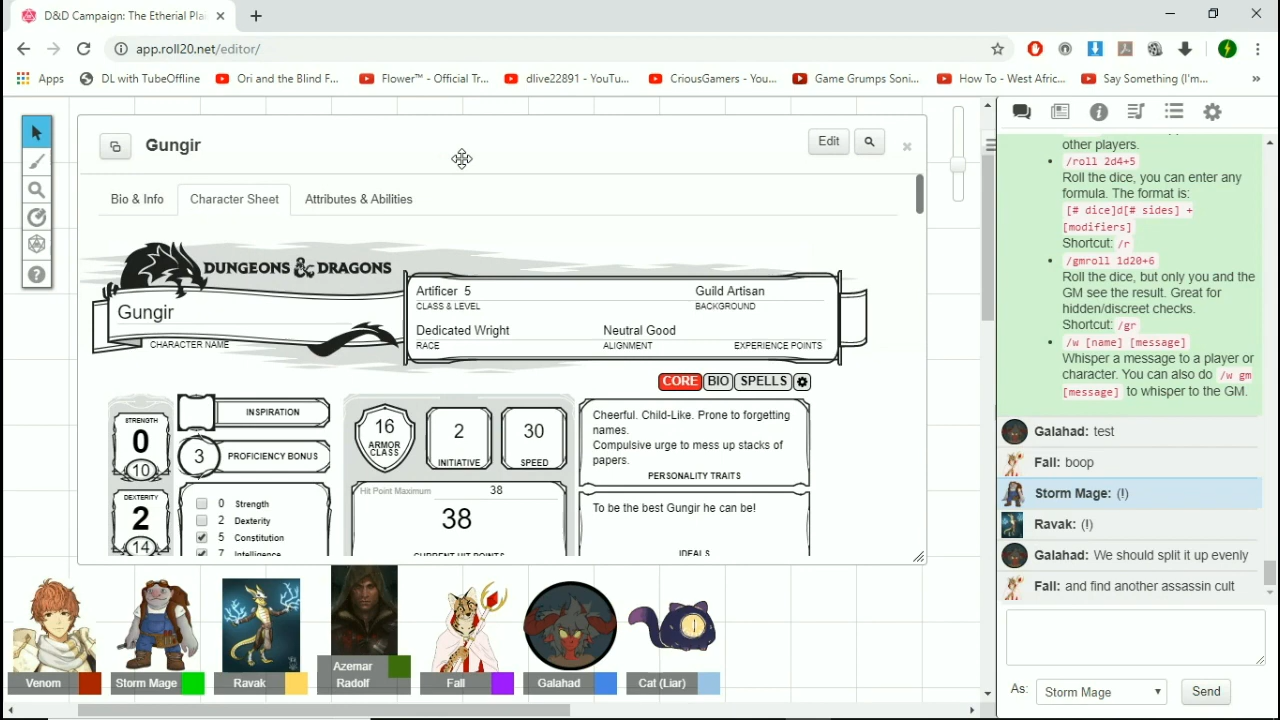 D&D Campaign: The Etherial Pla
app.roll20.net/editor/
Apps
DL with TubeOffline
Ori and the Blind F...
Flower™ - Official Tr...
dlive22891 - YouTu...
CriousGamers - You...
Game Grumps Soni...
How To - West Afric...
Say Something (I'm...
»
Gungir
Edit
Bio & Info
Character Sheet
Attributes & Abilities
DUNGEONS & DRAGONS
Gungir
CHARACTER NAME
Artificer 5
CLASS & LEVEL
Guild Artisan
BACKGROUND
Dedicated Wright
RACE
Neutral Good
ALIGNMENT
EXPERIENCE POINTS
CORE
BIO
SPELLS
STRENGTH
0
10
DEXTERITY
2
14
INSPIRATION
3
PROFICIENCY BONUS
0 Strength
2 Dexterity
5 Constitution
7 Intelligence
16
ARMOR
CLASS
2
INITIATIVE
30
SPEED
Hit Point Maximum 38
38
CURRENT HIT POINTS
Cheerful. Child-Like. Prone to forgetting
names.
Compulsive urge to mess up stacks of
papers.
PERSONALITY TRAITS
To be the best Gungir he can be!
IDEALS
Venom
Storm Mage
Ravak
Azemar
Radolf
Fall
Galahad
Cat (Liar)
other players.
/roll 2d4+5
Roll the dice, you can enter any
formula. The format is:
[# dice]d[# sides] +
[modifiers]
Shortcut: /r
/gmroll 1d20+6
Roll the dice, but only you and the
GM see the result. Great for
hidden/discreet checks.
Shortcut: /gr
/w [name] [message]
Whisper a message to a player or
character. You can also do /w gm
[message] to whisper to the GM.
Galahad: test
Fall: boop
Storm Mage: (!)
Ravak: (!)
Galahad: We should split it up evenly
Fall: and find another assassin cult
As:
Storm Mage
Send